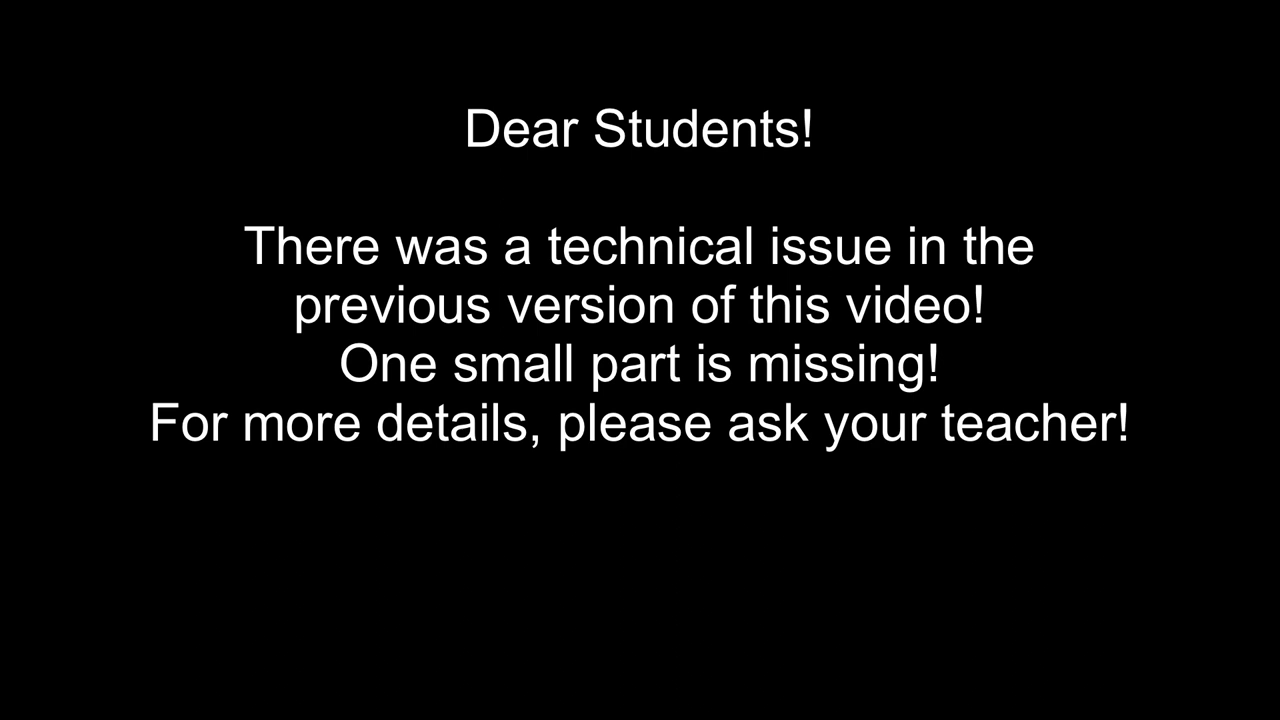 Dear Students!
There was a technical issue in the
previous version of this video!
One small part is missing!
For more details, please ask your teacher!